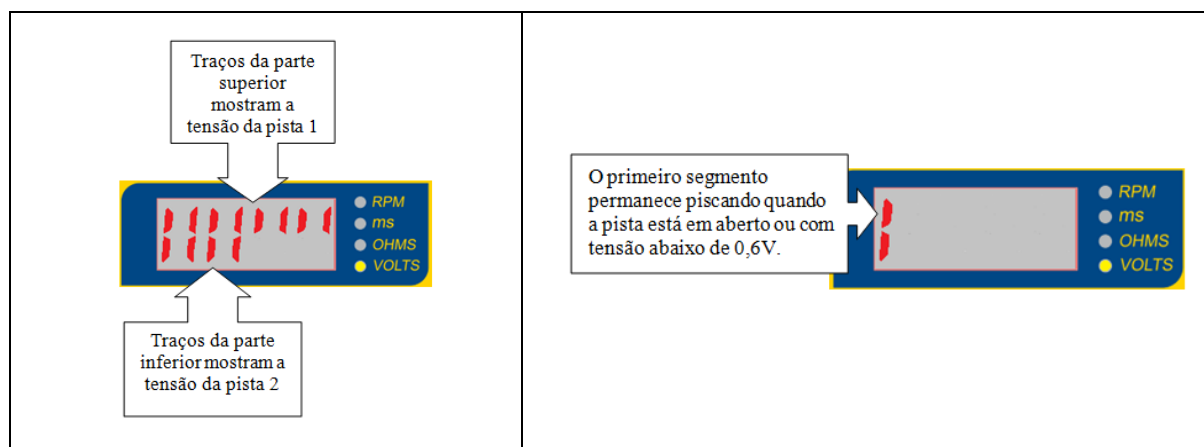 Traços da parte
superior
mostram a
tensão da pista 1
RPM
ms
OHMS
VOLTS
Traços da parte
inferior mostram a
tensão da pista 2
O primeiro segmento
permanece piscando quando
a pista está em aberto ou com
tensão abaixo de 0,6V.
RPM
ms
OHMS
VOLTS